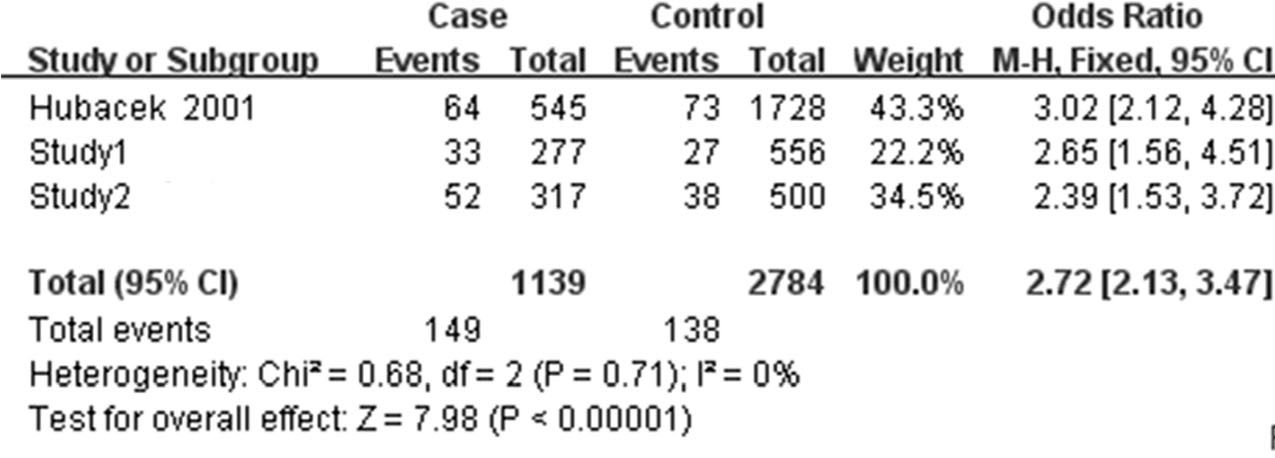 Case Control Odds Ratio
Study or Subgroup Events Total Events Total Weight M-H, Fixed, 95% CI
Hubacek 2001 64 545 73 1728 43.3% 3.02 [2.12, 4.28]
Study1 33 277 27 556 22.2% 2.65 [1.56, 4.51]
Study2 52 317 38 500 34.5% 2.39 [1.53, 3.72]
Total (95% CI) 1139 2784 100.0% 2.72 [2.13, 3.47]
Total events 149 138
Heterogeneity: Chi² = 0.68, df = 2 (P = 0.71); I² = 0%
Test for overall effect: Z = 7.98 (P < 0.00001)